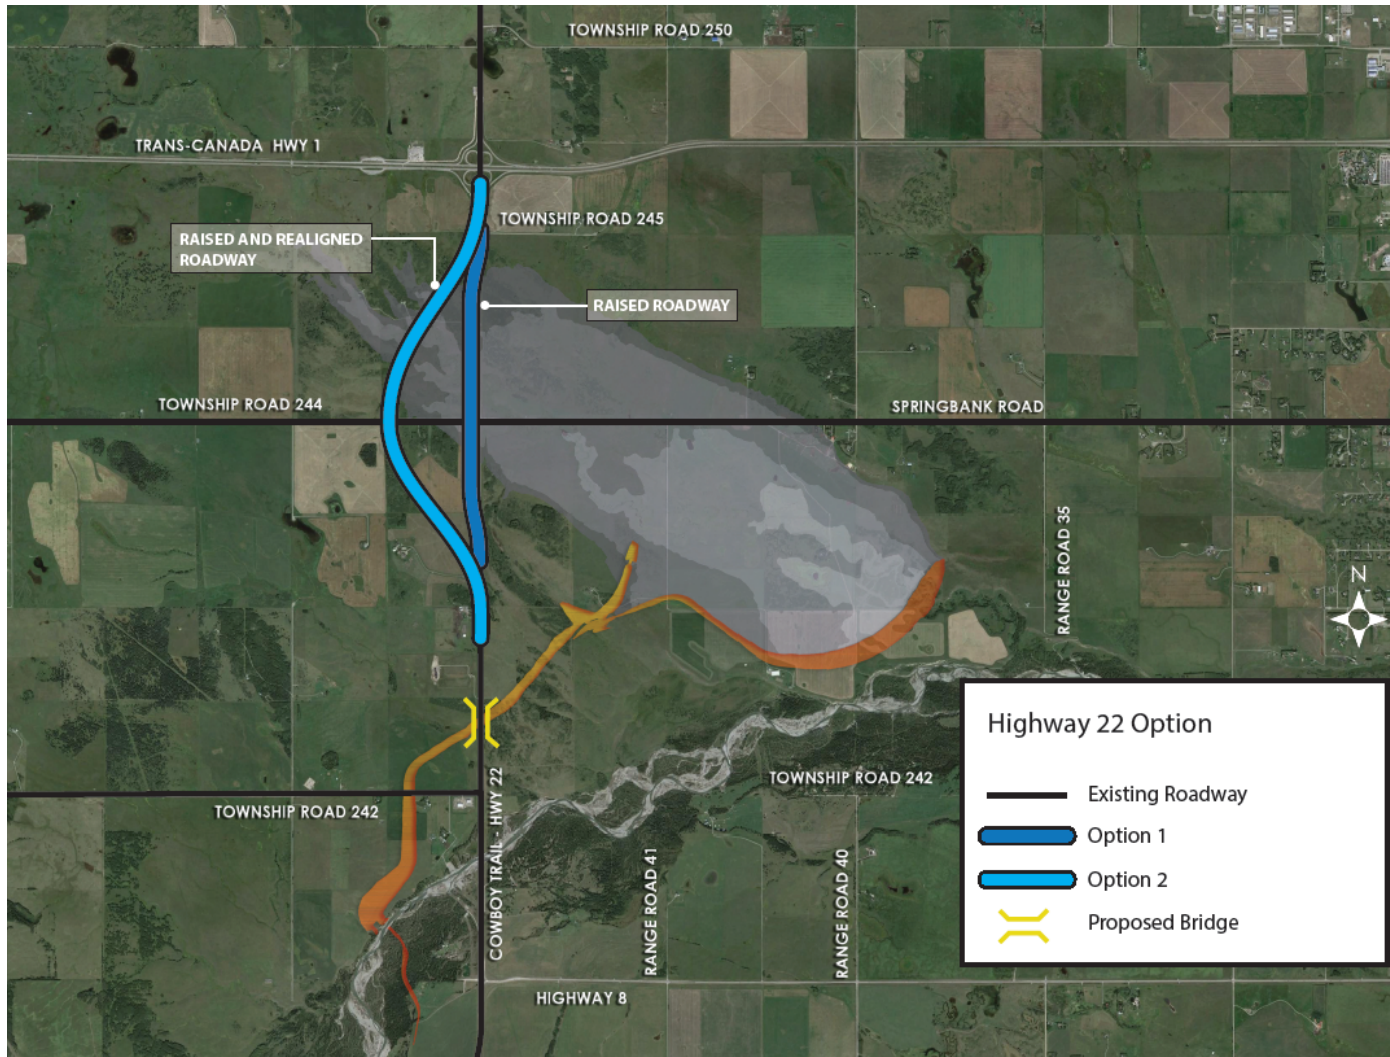 TOWNSHIP ROAD 250
TRANS-CANADA HWY 1
TOWNSHIP ROAD 245
RAISED AND REALIGNED
ROADWAY
RAISED ROADWAY
TOWNSHIP ROAD 244
SPRINGBANK ROAD
RANGE ROAD 35
N
Highway 22 Option
Existing Roadway
Option 1
Option 2
Proposed Bridge
TOWNSHIP ROAD 242
TOWNSHIP ROAD 242
COWBOY TRAIL - HWY 22
RANGE ROAD 41
RANGE ROAD 40
HIGHWAY 8